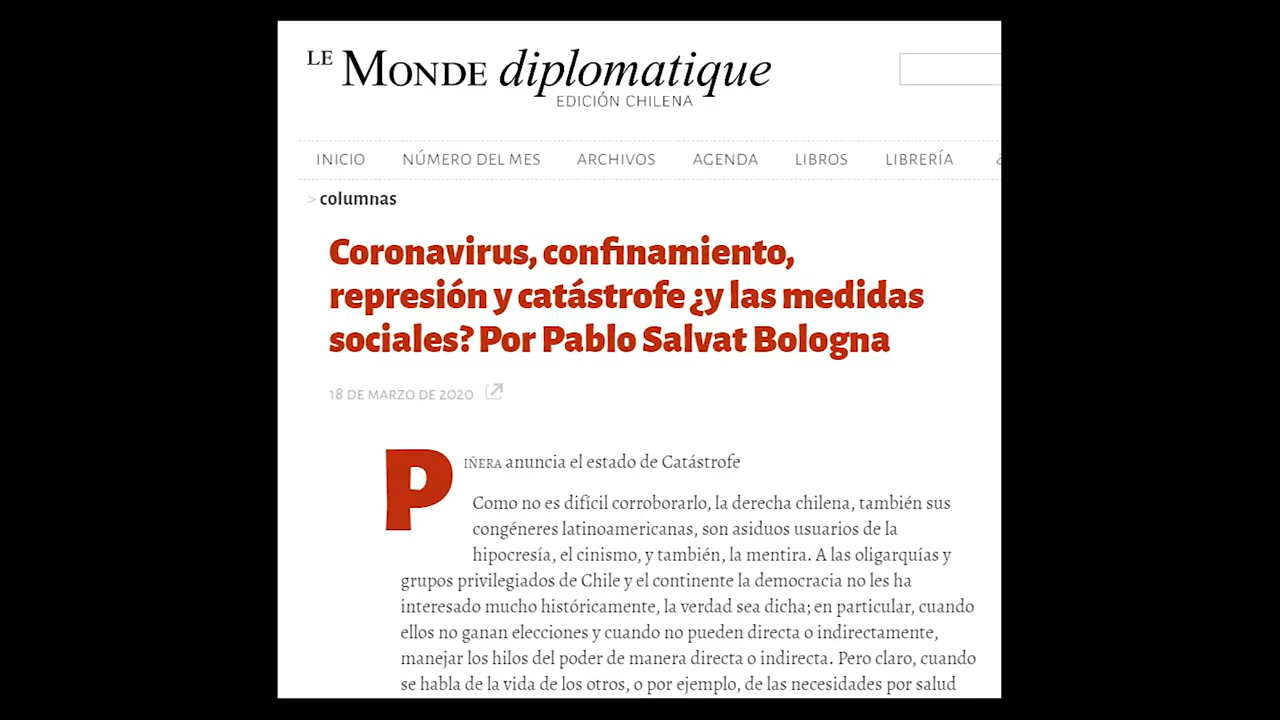 LE MONDE diplomatique
EDICIÓN CHILENA
INICIO NÚMERO DEL MES ARCHIVOS AGENDA LIBROS LIBRERÍA ¿
> columnas
Coronavirus, confinamiento,
represión y catástrofe ¿y las medidas
sociales? Por Pablo Salvat Bologna
18 DE MARZO DE 2020
PIÑERA anuncia el estado de Catástrofe
Como no es difícil corroborarlo, la derecha chilena, también sus
congéneres latinoamericanas, son asiduos usuarios de la
hipocresía, el cinismo, y también, la mentira. A las oligarquías y
grupos privilegiados de Chile y el continente la democracia no les ha
interesado mucho históricamente, la verdad sea dicha; en particular, cuando
ellos no ganan elecciones y cuando no pueden directa o indirectamente,
manejar los hilos del poder de manera directa o indirecta. Pero claro, cuando
se habla de la vida de los otros, o por ejemplo, de las necesidades por salud